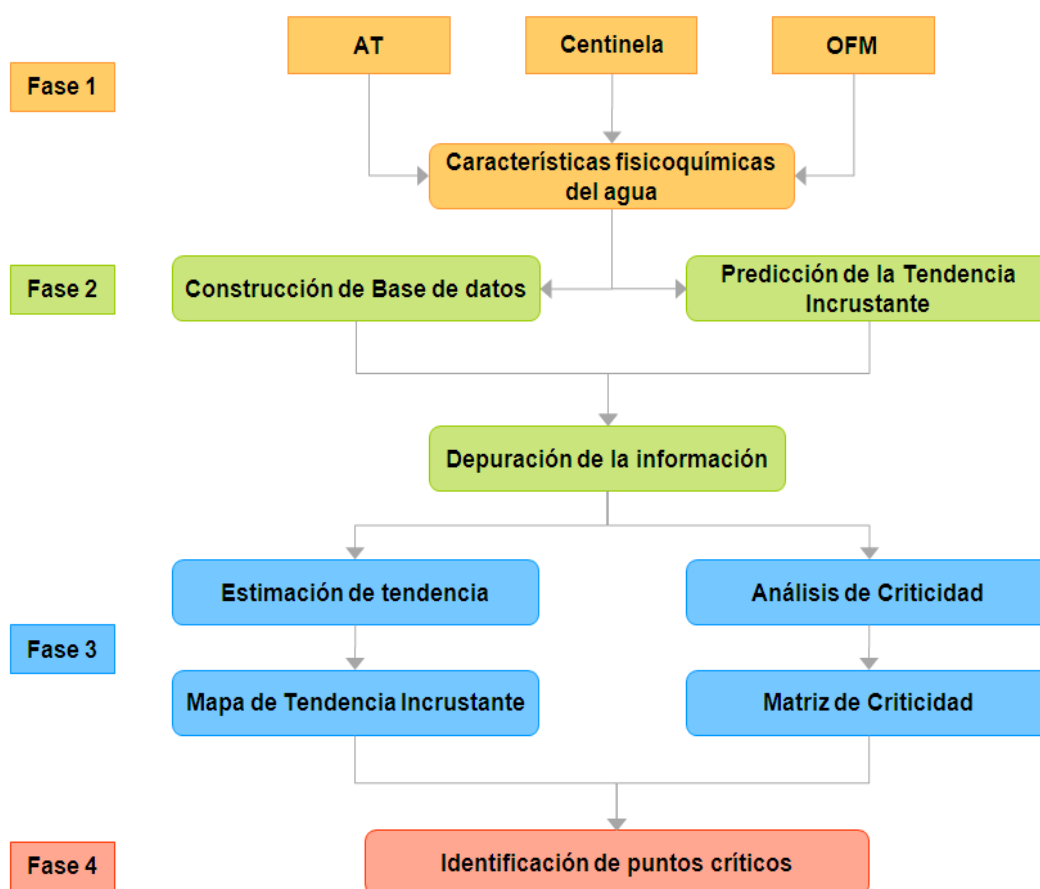 AT
Centinela
OFM
Fase 1
Características fisicoquímicas
del agua
Fase 2
Construcción de Base de datos
Predicción de la Tendencia
Incrustante
Depuración de la información
Estimación de tendencia
Análisis de Criticidad
Fase 3
Mapa de Tendencia Incrustante
Matriz de Criticidad
Fase 4
Identificación de puntos críticos